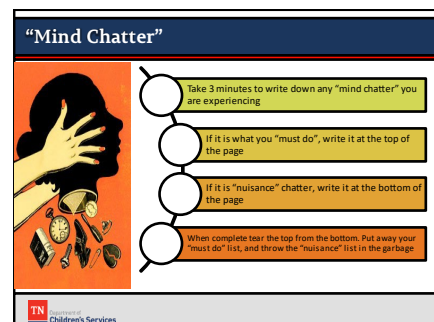 “Mind Chatter”
Take 3 minutes to write down any “mind chatter” you
are experiencing
If it is what you “must do”, write it at the top of
the page
If it is “nuisance” chatter, write it at the bottom of
the page
When complete tear the top from the bottom. Put away your
“must do” list, and throw the “nuisance” list in the garbage
TN
Department of
Children's Services